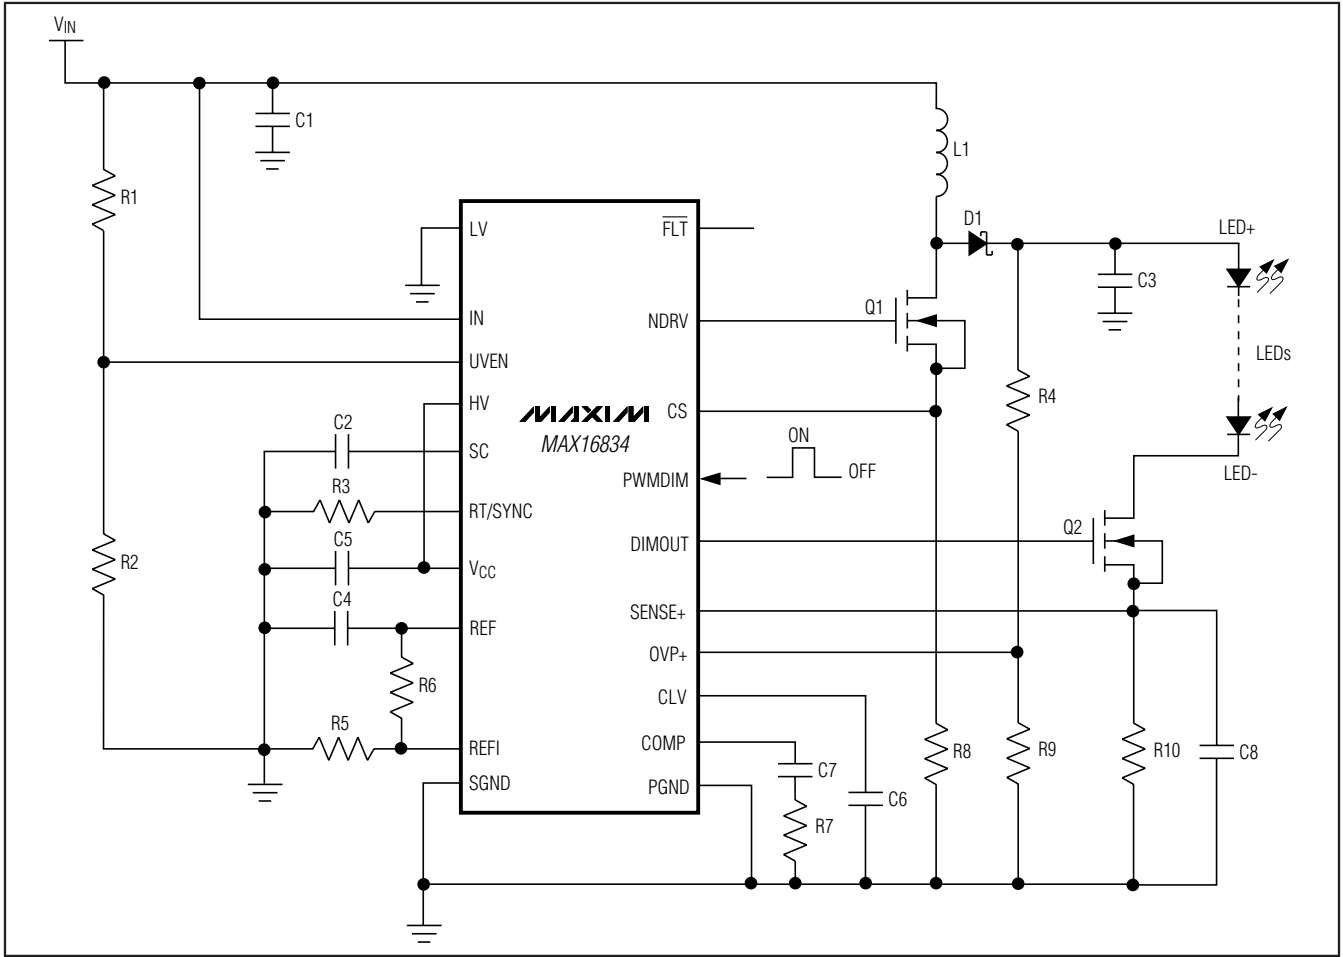 VIN
C1
L1
R1
D1
LED+
LV
FLT
C3
Q1
IN
NDRV
LEDs
UVEN
HV
MAXIM
CS
R4
C2
MAX16834
ON
SC
PWMDIM
OFF
LED-
R3
RT/SYNC
Q2
C5
DIMOUT
R2
VCC
C4
SENSE+
REF
OVP+
R6
CLV
R5
REFI
COMP
R8
R9
R10
C8
C7
SGND
PGND
C6
R7